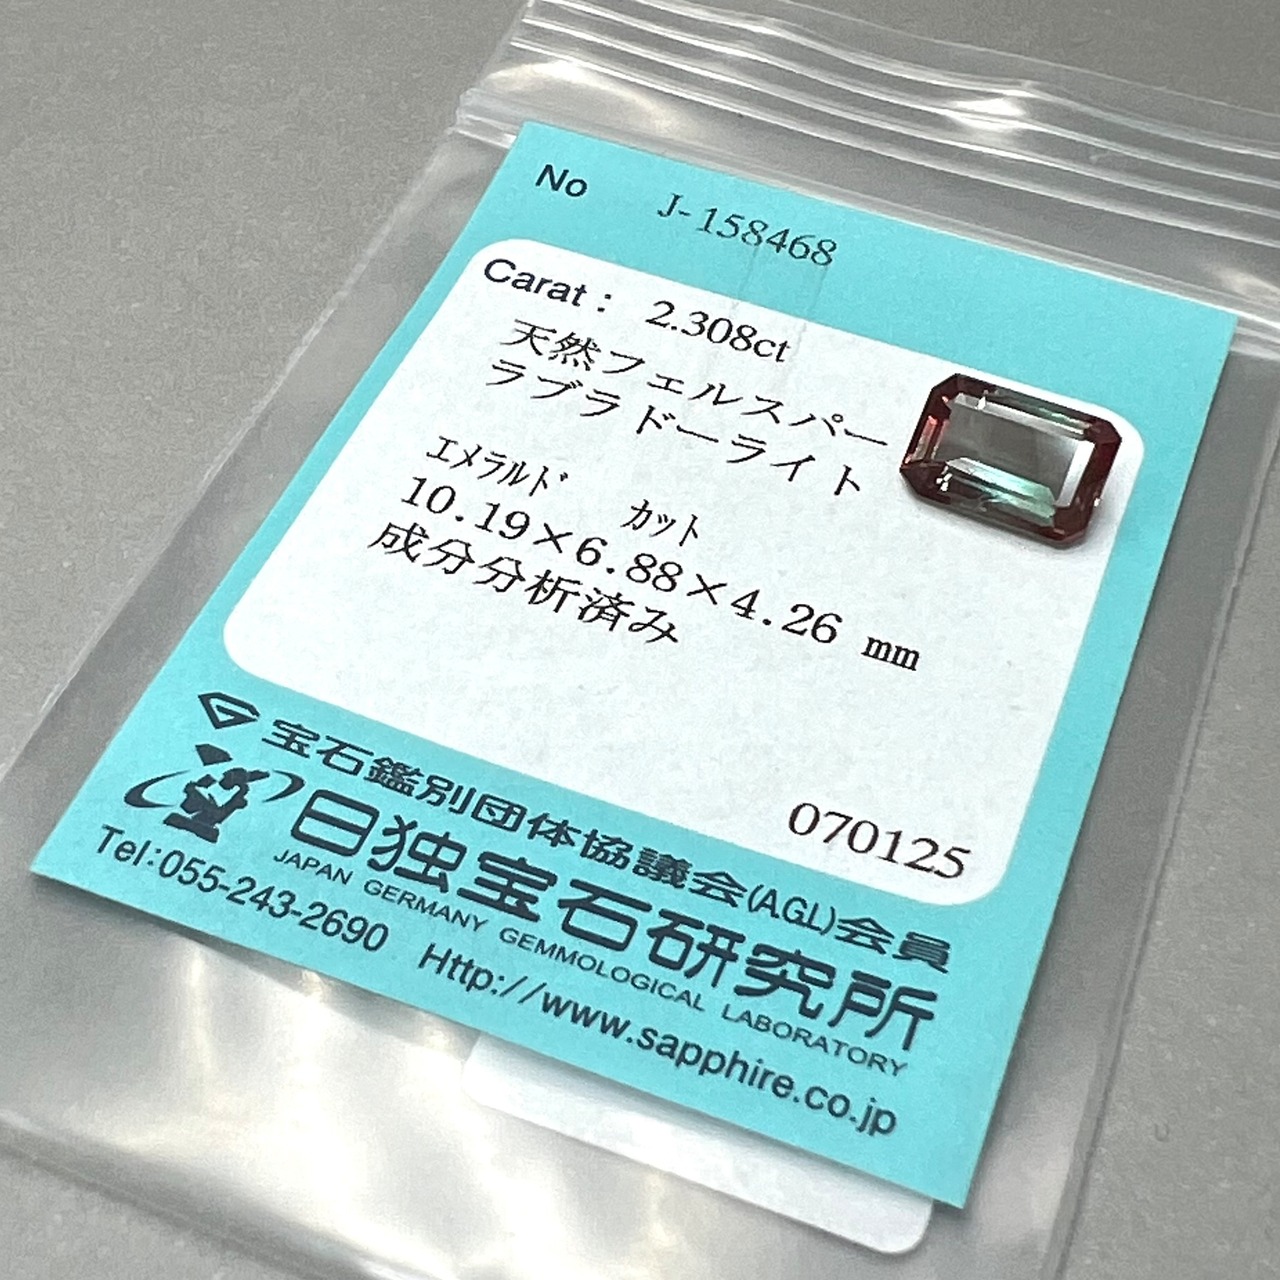 No J-158468
Carat: 2.308ct
天然フェルスパー
ラブラドーライト
ｴﾒﾗﾙﾄﾞ ｶｯﾄ
10.19×6.88×4.26 mm
成分分析済み
070125
宝石鑑別団体協議会(AGL)会員
日独宝石研究所
JAPAN GERMANY GEMMOLOGICAL LABORATORY
Tel:055-243-2690 Http://www.sapphire.co.jp